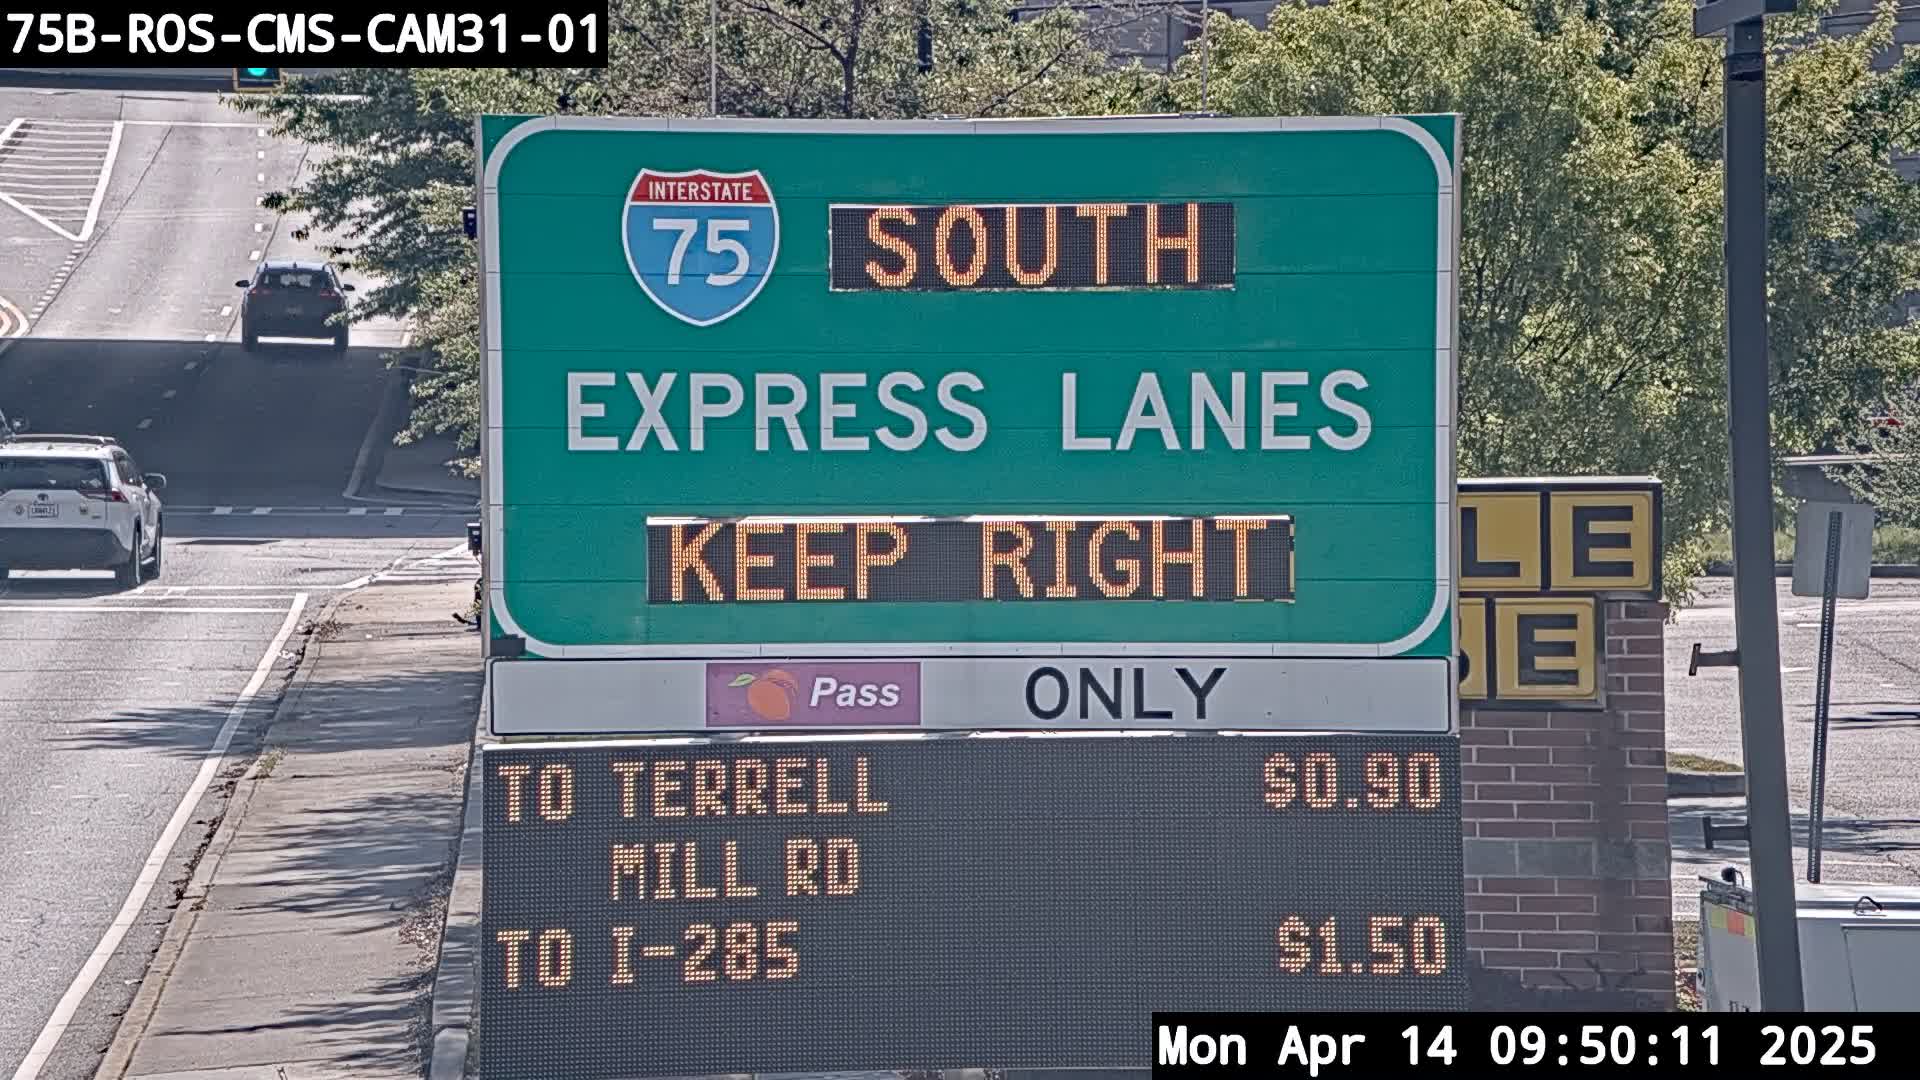 75B-ROS-CMS-CAM31-01
INTERSTATE
75
SOUTH
EXPRESS LANES
KEEP RIGHT
Pass ONLY
TO TERRELL $0.90
MILL RD
TO I-285 $1.50
LE
E
Mon Apr 14 09:50:11 2025